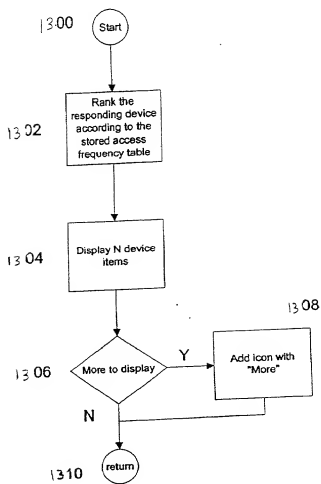 1300
Start
1302
Rank the
responding device
according to the
stored access
frequency table
1304
Display N device
items
1308
1306
More to display
Y
Add icon with
"More"
N
1310
return